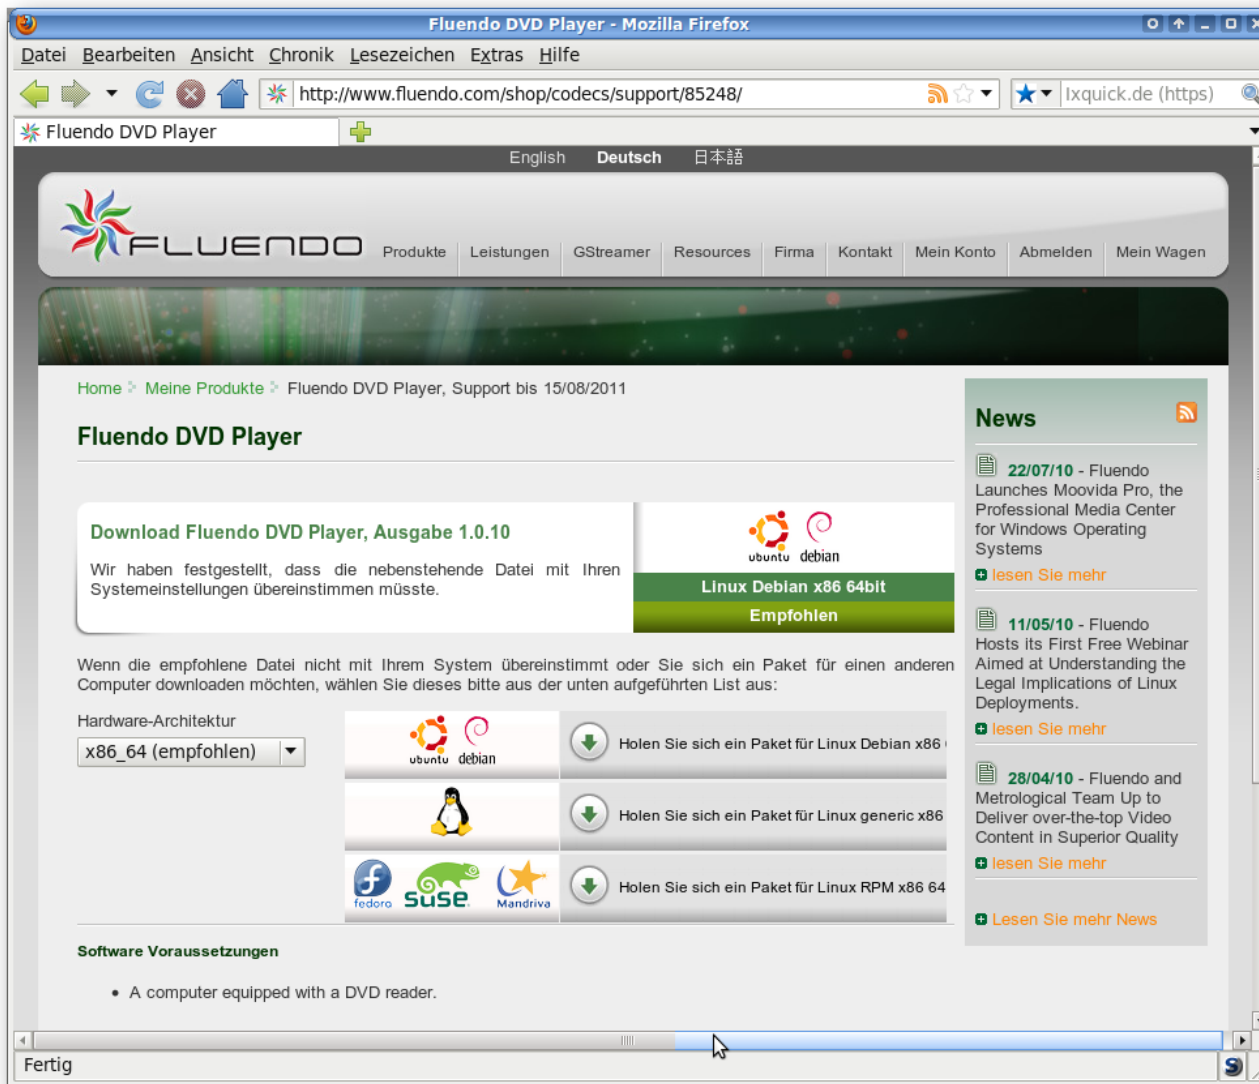 Fluendo DVD Player - Mozilla Firefox
Datei Bearbeiten Ansicht Chronik Lesezeichen Extras Hilfe
http://www.fluendo.com/shop/codecs/support/85248/
Ixquick.de (https)
Fluendo DVD Player
English Deutsch 日本語
FLUENDO
Produkte Leistungen GStreamer Resources Firma Kontakt Mein Konto Abmelden Mein Wagen
Home Meine Produkte Fluendo DVD Player, Support bis 15/08/2011
Fluendo DVD Player
Download Fluendo DVD Player, Ausgabe 1.0.10
Wir haben festgestellt, dass die nebenstehende Datei mit Ihren
Systemeinstellungen übereinstimmen müsste.
ubuntu debian
Linux Debian x86 64bit
Empfohlen
Wenn die empfohlene Datei nicht mit Ihrem System übereinstimmt oder Sie sich ein Paket für einen anderen
Computer downloaden möchten, wählen Sie dieses bitte aus der unten aufgeführten List aus:
Hardware-Architektur
x86_64 (empfohlen)
ubuntu debian
Holen Sie sich ein Paket für Linux Debian x86
Holen Sie sich ein Paket für Linux generic x86
fedora SUSE Mandriva
Holen Sie sich ein Paket für Linux RPM x86 64
Software Voraussetzungen
• A computer equipped with a DVD reader.
News
22/07/10 - Fluendo
Launches Moovida Pro, the
Professional Media Center
for Windows Operating
Systems
lesen Sie mehr
11/05/10 - Fluendo
Hosts its First Free Webinar
Aimed at Understanding the
Legal Implications of Linux
Deployments.
lesen Sie mehr
28/04/10 - Fluendo and
Metrological Team Up to
Deliver over-the-top Video
Content in Superior Quality
lesen Sie mehr
Lesen Sie mehr News
Fertig